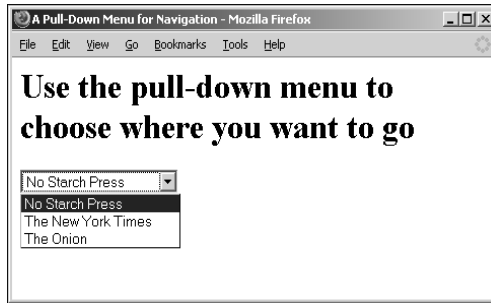 A Pull-Down Menu for Navigation - Mozilla Firefox
File Edit View Go Bookmarks Tools Help
Use the pull-down menu to
choose where you want to go
No Starch Press
No Starch Press
The New York Times
The Onion